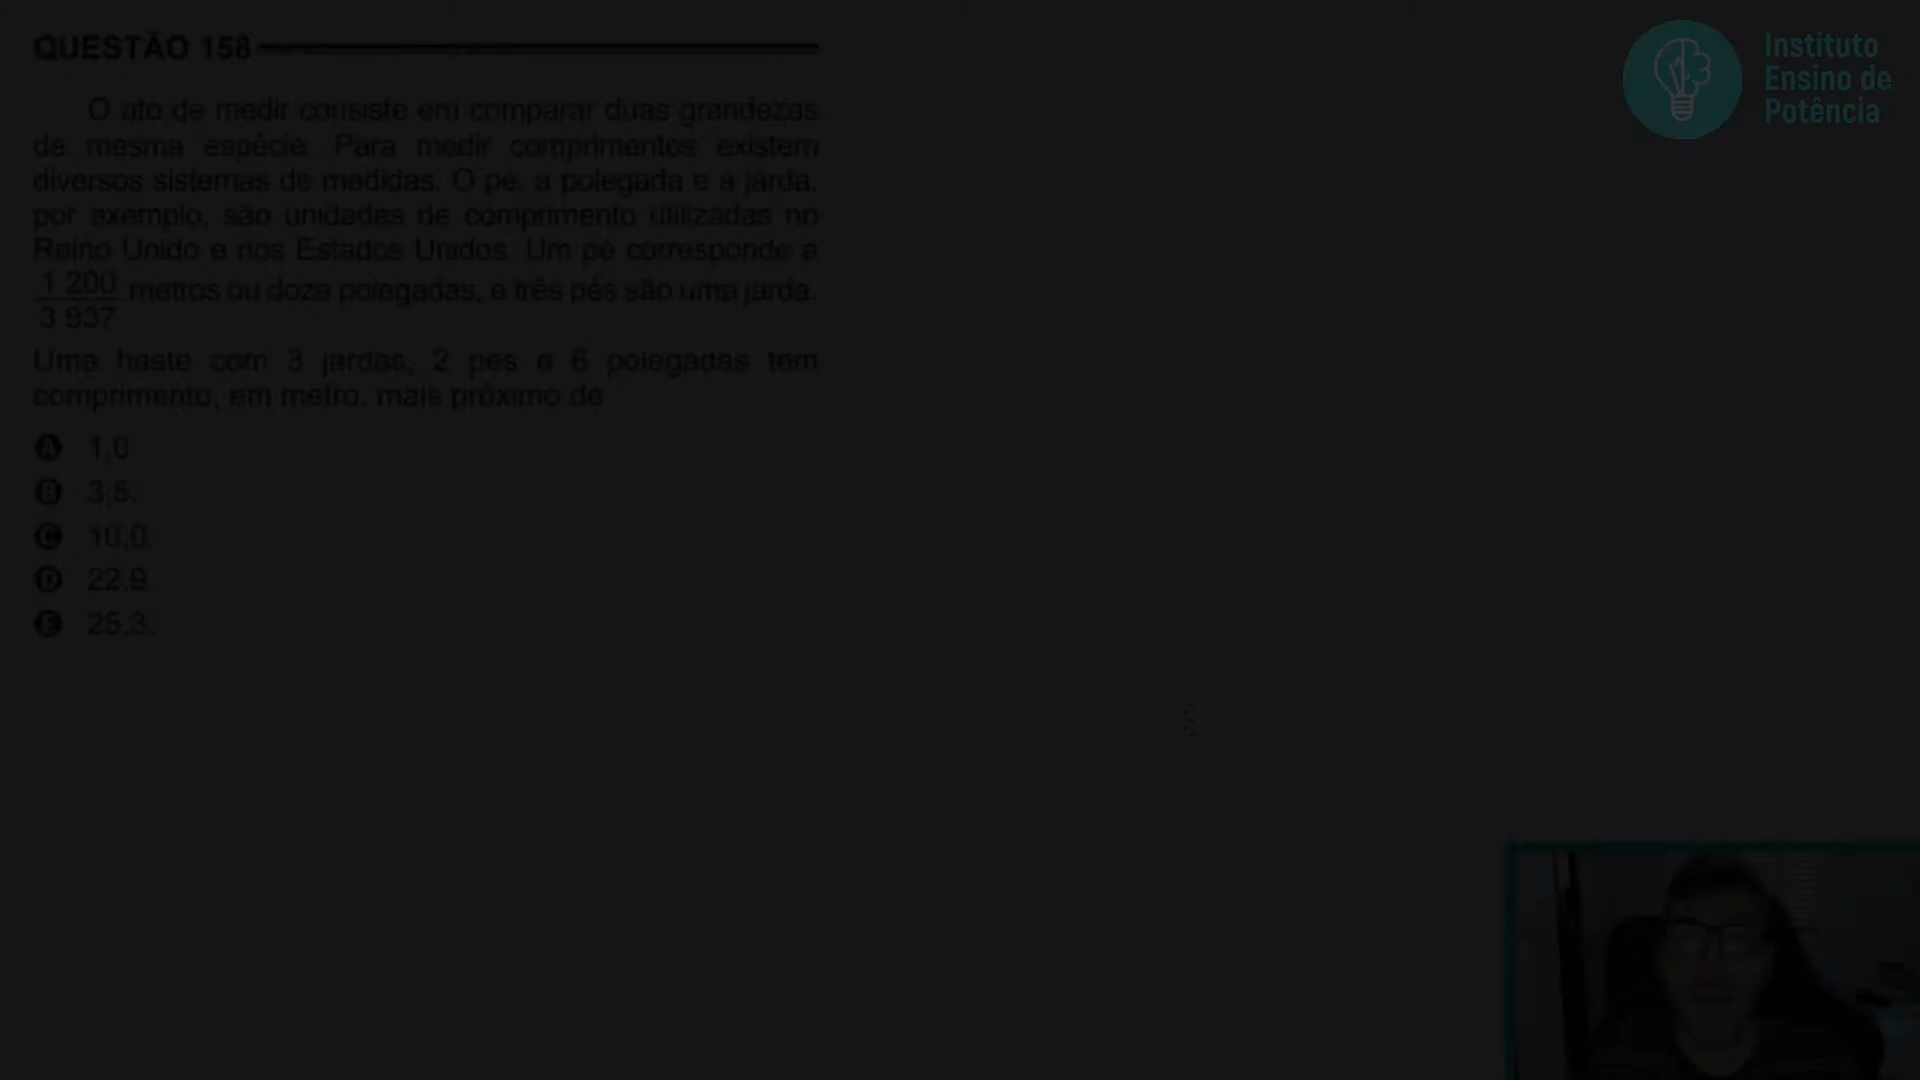 QUESTÃO 158
O ato de medir consiste em comparar duas grandezas
de mesma espécie. Para medir comprimentos existem
diversos sistemas de medidas. O pé, a polegada e a jarda,
por exemplo, são unidades de comprimento utilizadas no
Reino Unido e nos Estados Unidos. Um pé corresponde a
1 200
3 937
metros ou doze polegadas, e três pés são uma jarda.
Uma haste com 3 jardas, 2 pés e 6 polegadas tem
comprimento, em metro, mais próximo de
A 1,0
B 3,5.
C 10,0.
D 22,9
E 25,3.
Instituto
Ensino de
Potência